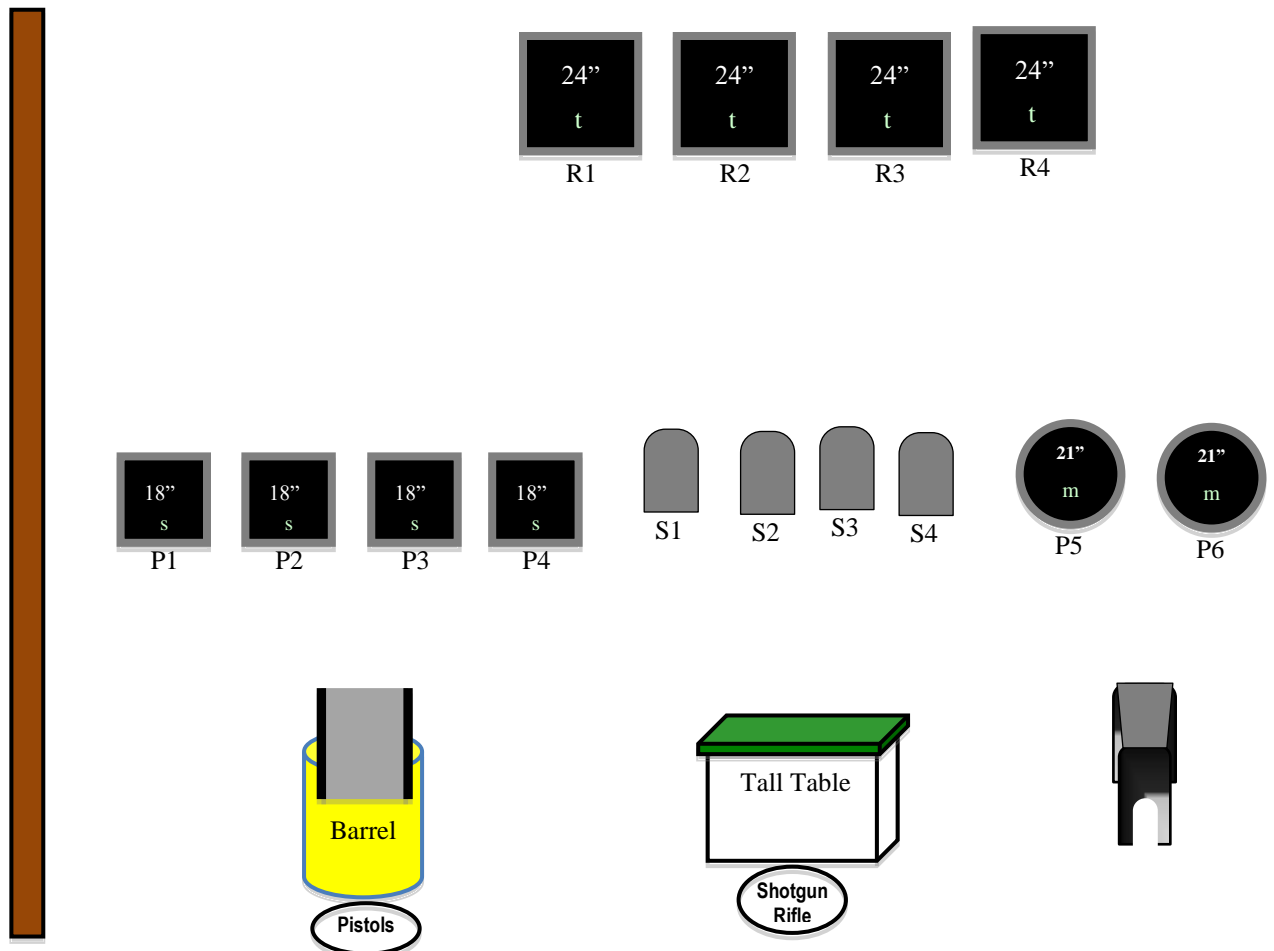 24” 24” 24” 24”
t t t t
R1 R2 R3 R4
18” 18” 18” 18” 21” 21”
s s s s m m
P1 P2 P3 P4 S1 S2 S3 S4 P5 P6
Tall Table
Barrel
Shotgun
Rifle
Pistols